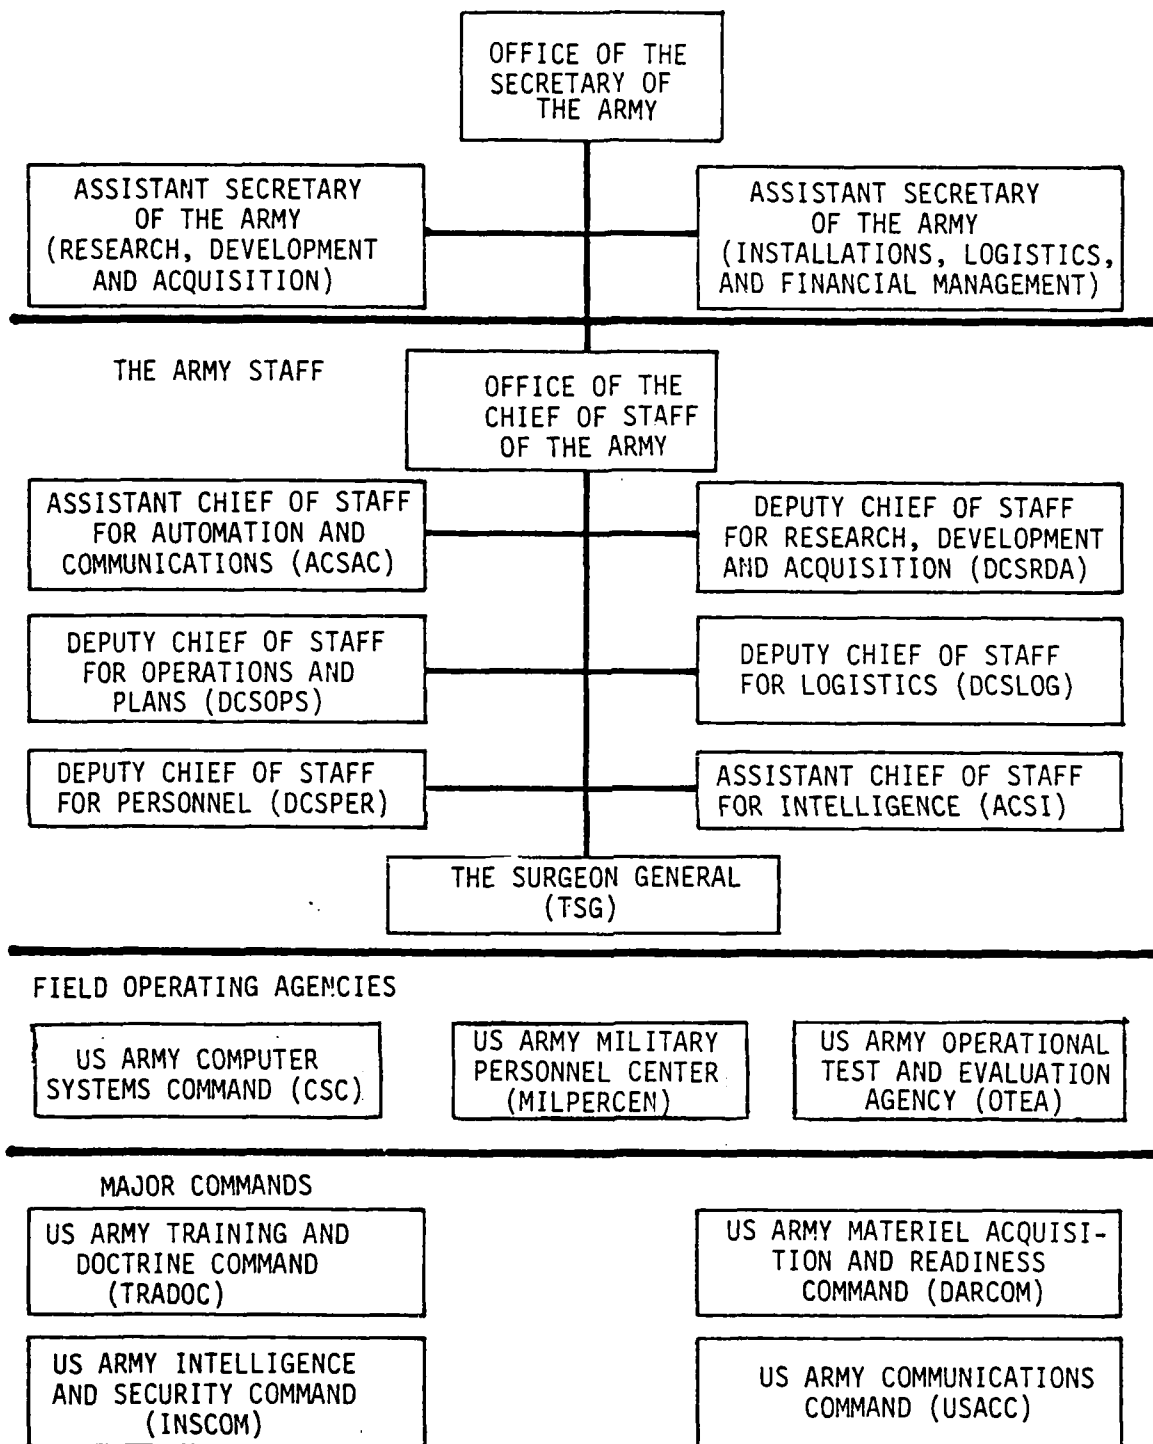 OFFICE OF THE
SECRETARY OF
THE ARMY
ASSISTANT SECRETARY
OF THE ARMY
(RESEARCH, DEVELOPMENT
AND ACQUISITION)
ASSISTANT SECRETARY
OF THE ARMY
(INSTALLATIONS, LOGISTICS,
AND FINANCIAL MANAGEMENT)
THE ARMY STAFF
OFFICE OF THE
CHIEF OF STAFF
OF THE ARMY
ASSISTANT CHIEF OF STAFF
FOR AUTOMATION AND
COMMUNICATIONS (ACSAC)
DEPUTY CHIEF OF STAFF
FOR RESEARCH, DEVELOPMENT
AND ACQUISITION (DCSRDA)
DEPUTY CHIEF OF STAFF
FOR OPERATIONS AND
PLANS (DCSOPS)
DEPUTY CHIEF OF STAFF
FOR LOGISTICS (DCSLOG)
DEPUTY CHIEF OF STAFF
FOR PERSONNEL (DCSPER)
ASSISTANT CHIEF OF STAFF
FOR INTELLIGENCE (ACSI)
THE SURGEON GENERAL
(TSG)
FIELD OPERATING AGENCIES
US ARMY COMPUTER
SYSTEMS COMMAND (CSC)
US ARMY MILITARY
PERSONNEL CENTER
(MILPERCEN)
US ARMY OPERATIONAL
TEST AND EVALUATION
AGENCY (OTEA)
MAJOR COMMANDS
US ARMY TRAINING AND
DOCTRINE COMMAND
(TRADOC)
US ARMY MATERIEL ACQUISI-
TION AND READINESS
COMMAND (DARCOM)
US ARMY INTELLIGENCE
AND SECURITY COMMAND
(INSCOM)
US ARMY COMMUNICATIONS
COMMAND (USACC)